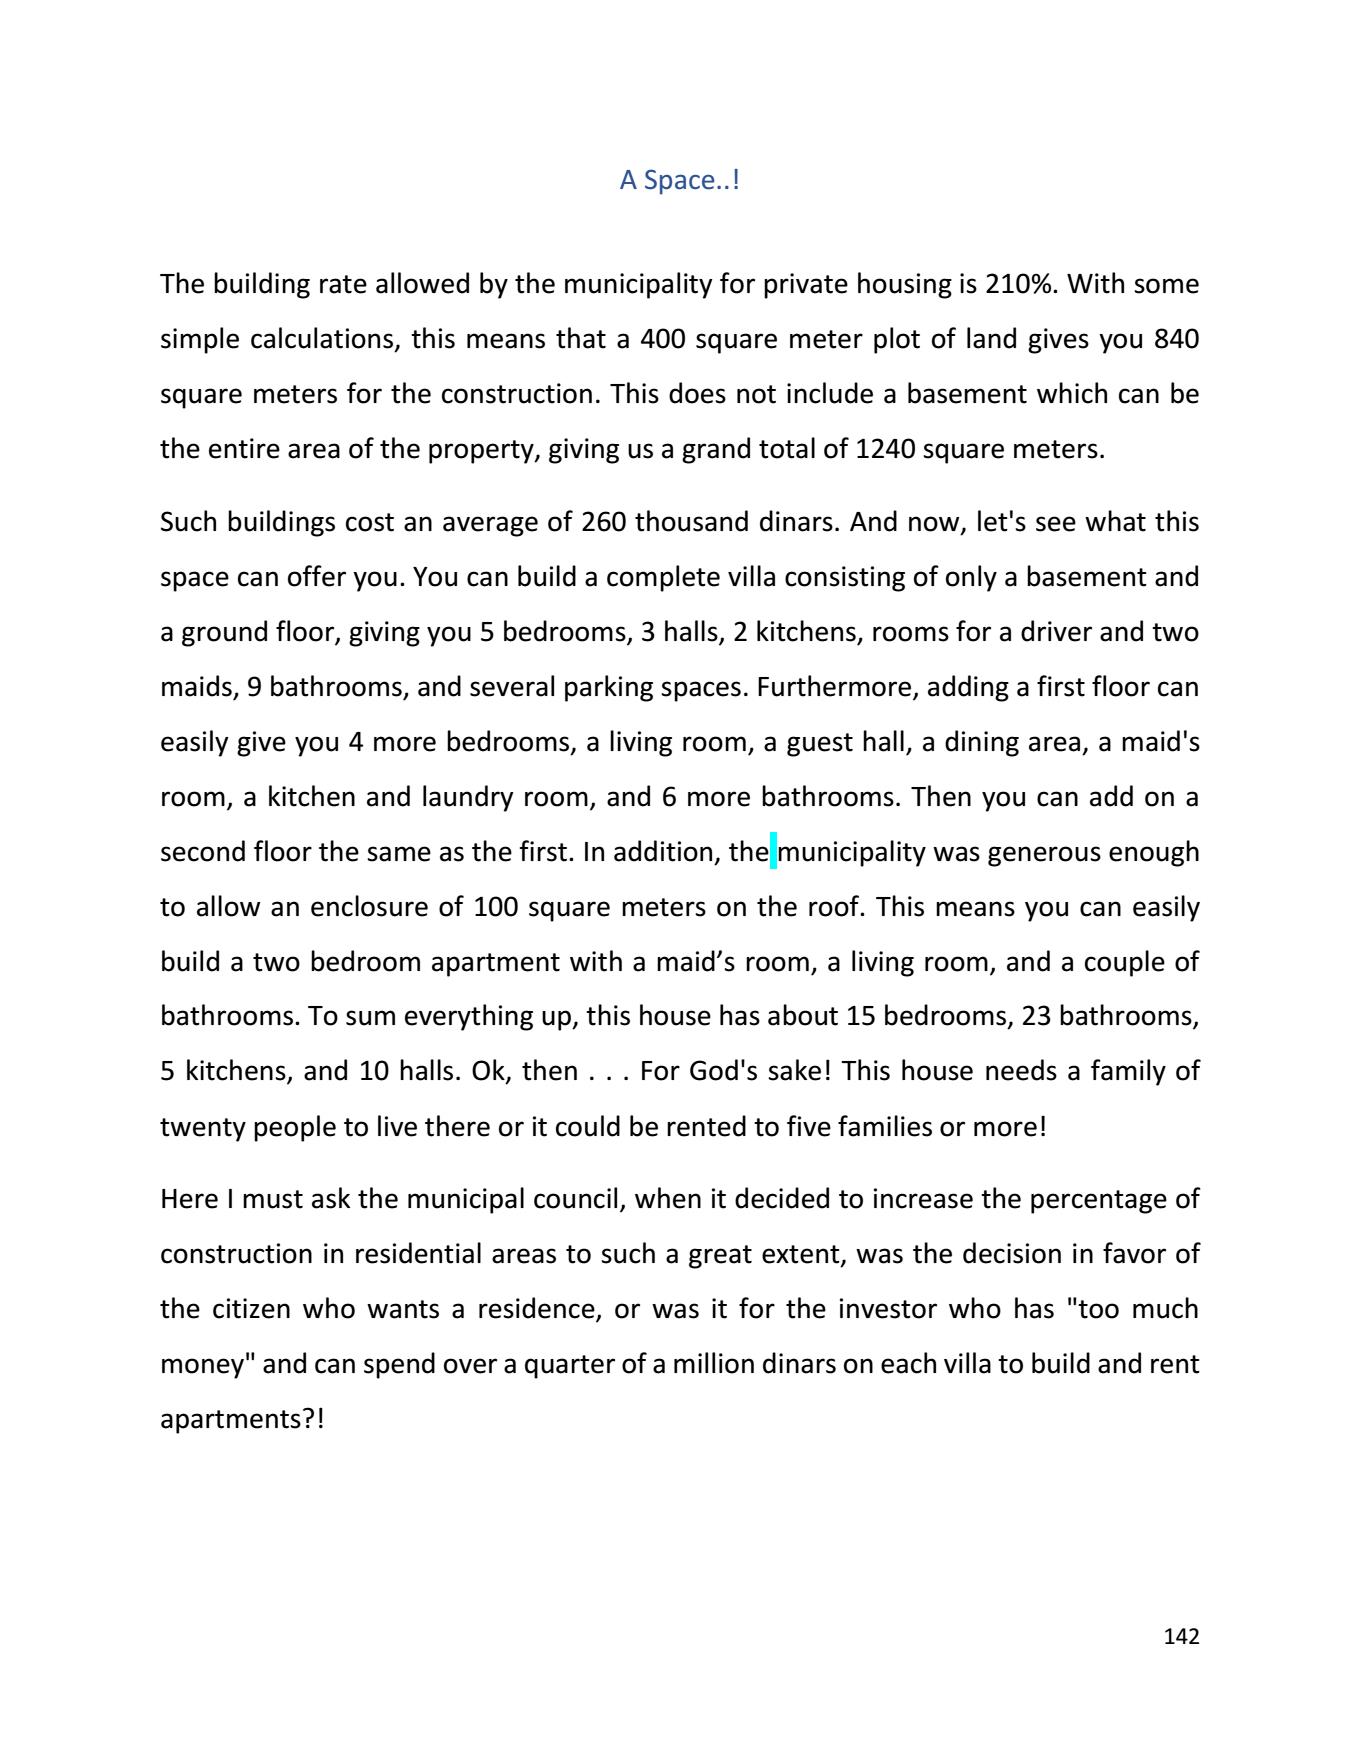 A Space..!
The building rate allowed by the municipality for private housing is 210%. With some
simple calculations, this means that a 400 square meter plot of land gives you 840
square meters for the construction. This does not include a basement which can be
the entire area of the property, giving us a grand total of 1240 square meters.
Such buildings cost an average of 260 thousand dinars. And now, let's see what this
space can offer you. You can build a complete villa consisting of only a basement and
a ground floor, giving you 5 bedrooms, 3 halls, 2 kitchens, rooms for a driver and two
maids, 9 bathrooms, and several parking spaces. Furthermore, adding a first floor can
easily give you 4 more bedrooms, a living room, a guest hall, a dining area, a maid's
room, a kitchen and laundry room, and 6 more bathrooms. Then you can add on a
second floor the same as the first. In addition, the municipality was generous enough
to allow an enclosure of 100 square meters on the roof. This means you can easily
build a two bedroom apartment with a maid’s room, a living room, and a couple of
bathrooms. To sum everything up, this house has about 15 bedrooms, 23 bathrooms,
5 kitchens, and 10 halls. Ok, then . . . For God's sake! This house needs a family of
twenty people to live there or it could be rented to five families or more!
Here I must ask the municipal council, when it decided to increase the percentage of
construction in residential areas to such a great extent, was the decision in favor of
the citizen who wants a residence, or was it for the investor who has "too much
money" and can spend over a quarter of a million dinars on each villa to build and rent
apartments?!
142